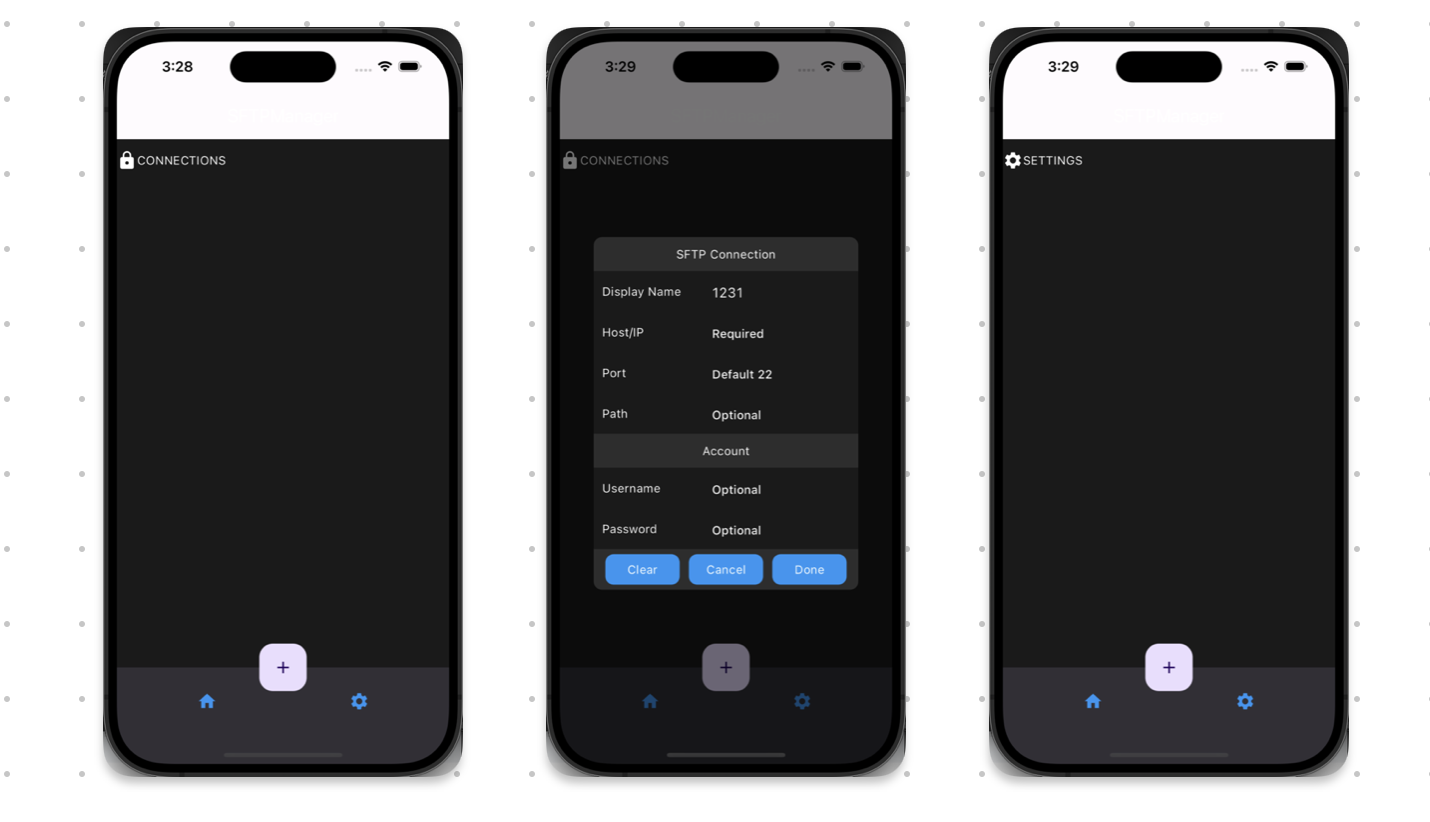 3:28
CONNECTIONS
+
3:29
CONNECTIONS
SFTP Connection
Display Name 1231
Host/IP Required
Port Default 22
Path Optional
Account
Username Optional
Password Optional
Clear Cancel Done
+
3:29
SETTINGS
+